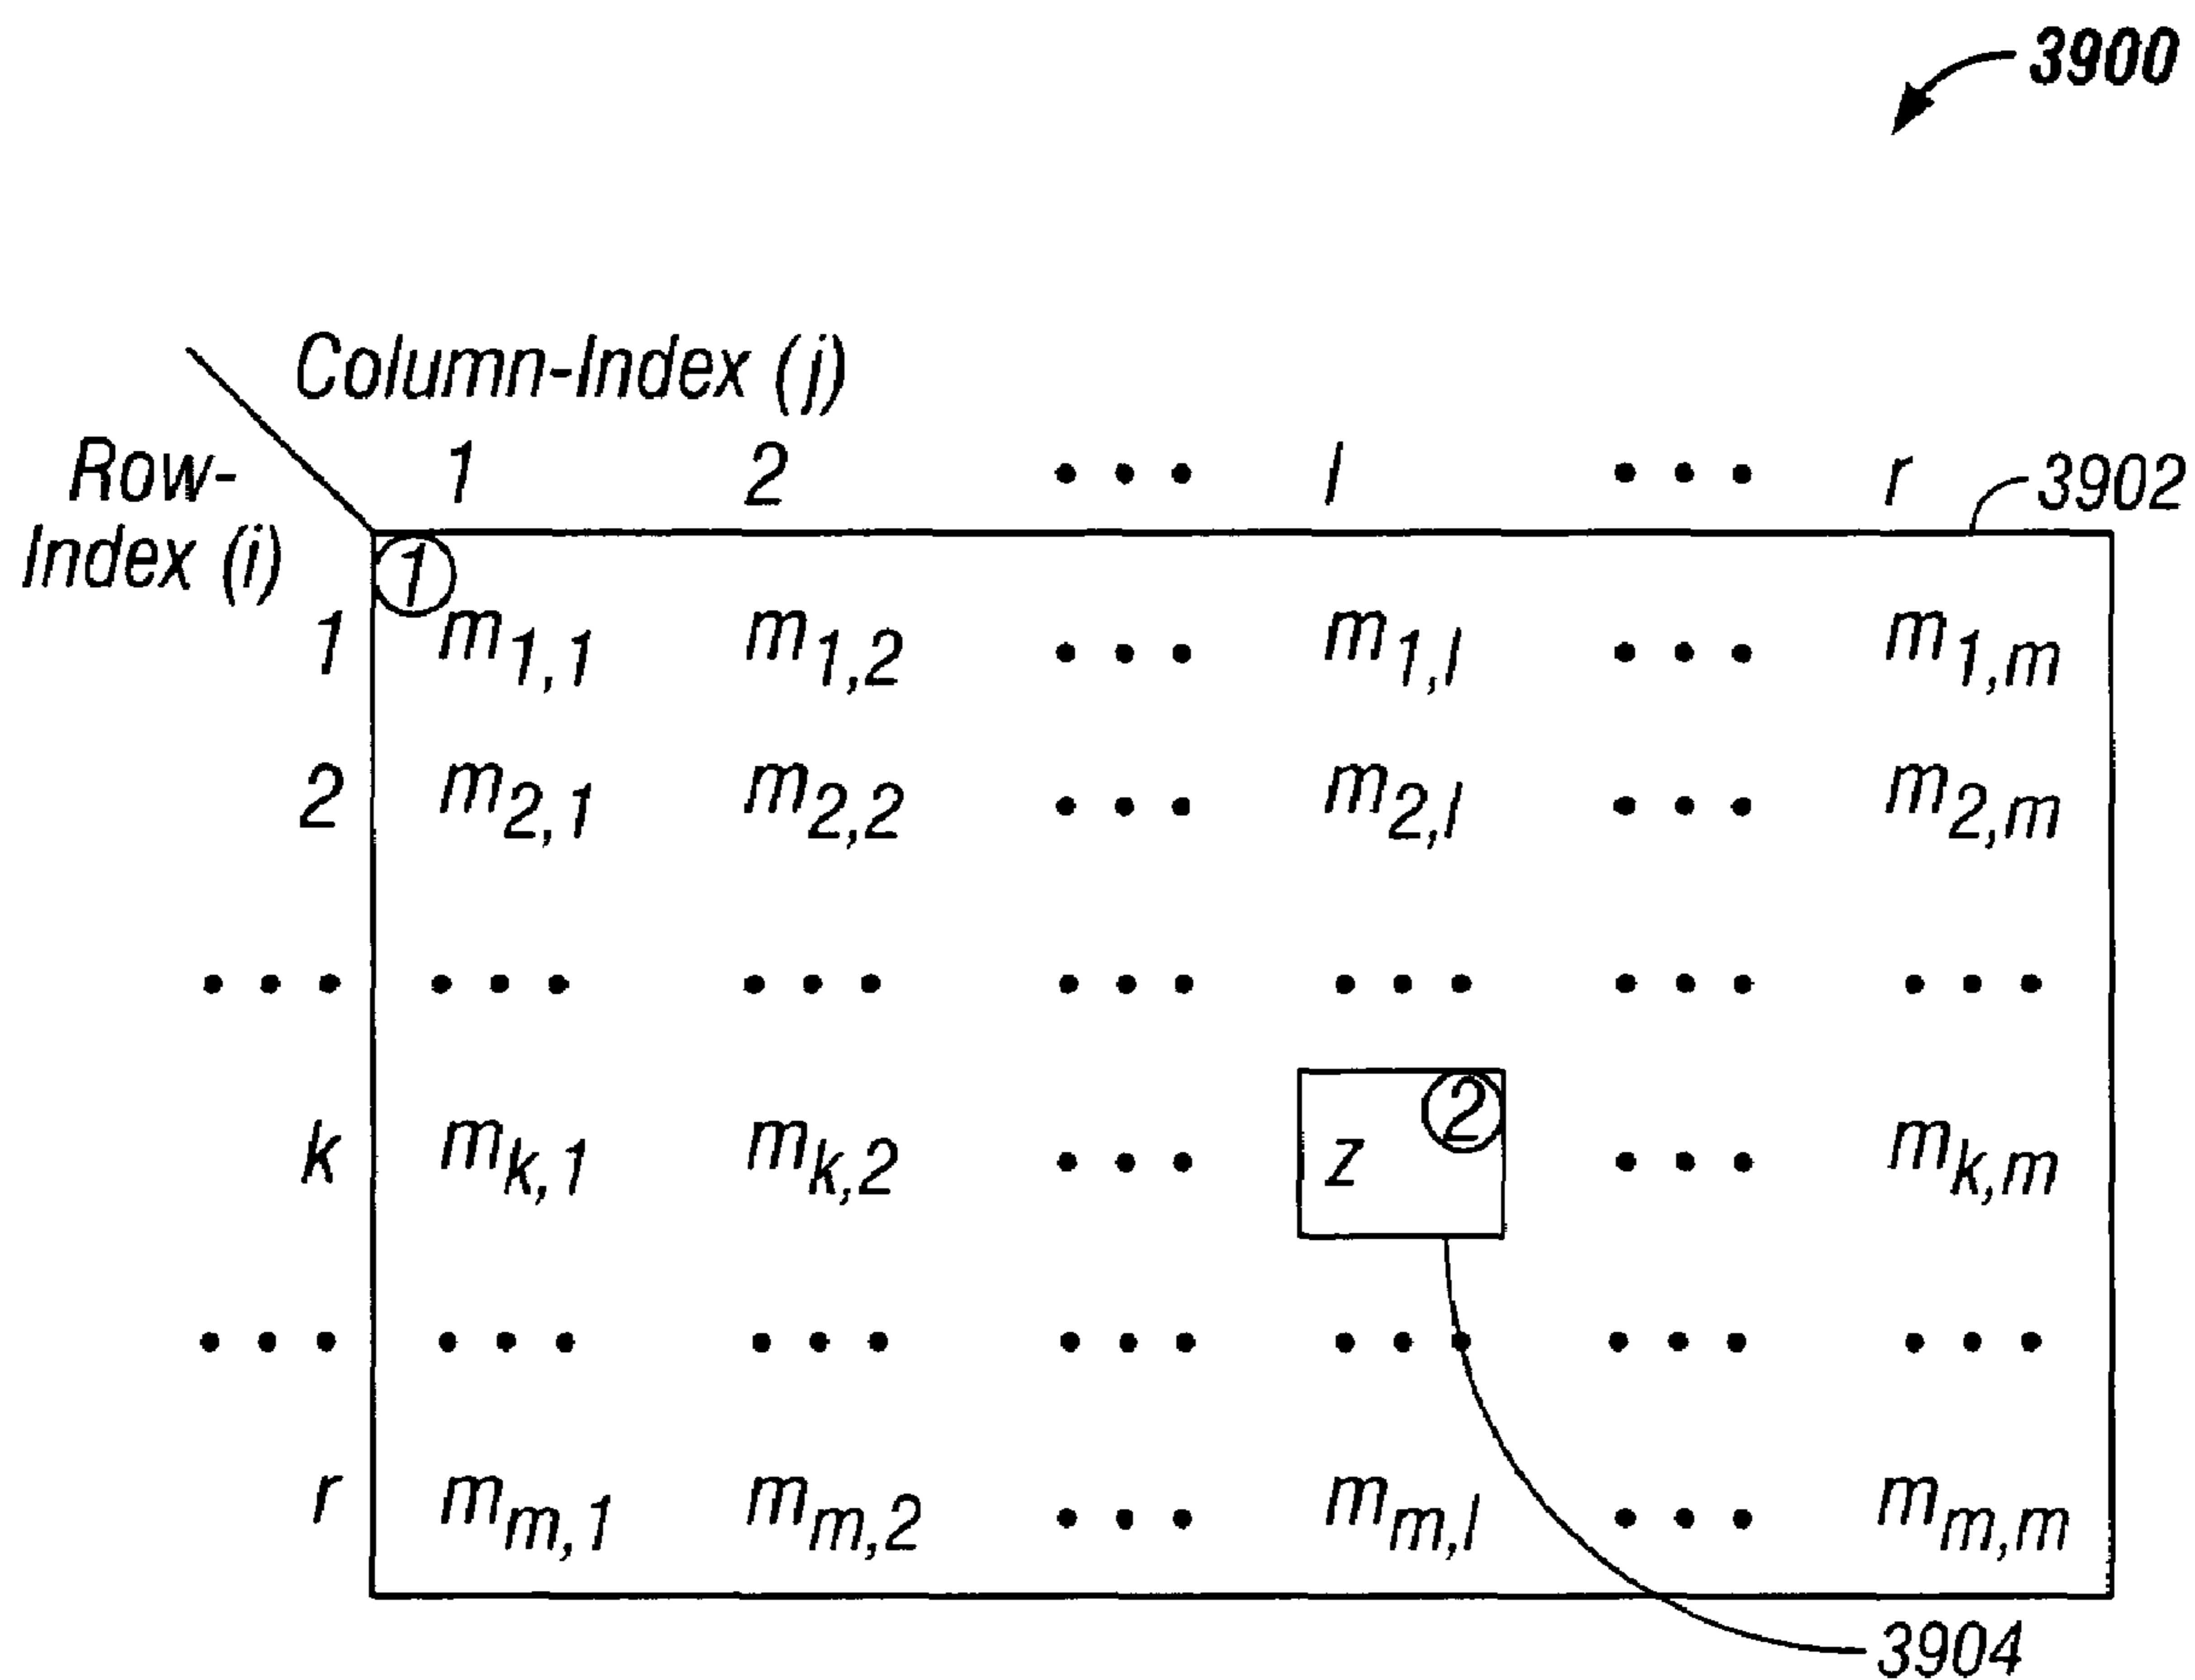 3900
Column-Index (j)
Row-
Index (i)
1 2 • • • l • • • r 3902
①
1 m1,1 m1,2 • • • m1,l • • • m1,m
2 m2,1 m2,2 • • • m2,l • • • m2,m
• • • • • • • • • • • • • • • • • • • • •
②
k mk,1 mk,2 • • • z • • • mk,m
• • • • • • • • • • • • • • • • • • • • •
r mm,1 mm,2 • • • mm,l • • • mm,m
3904